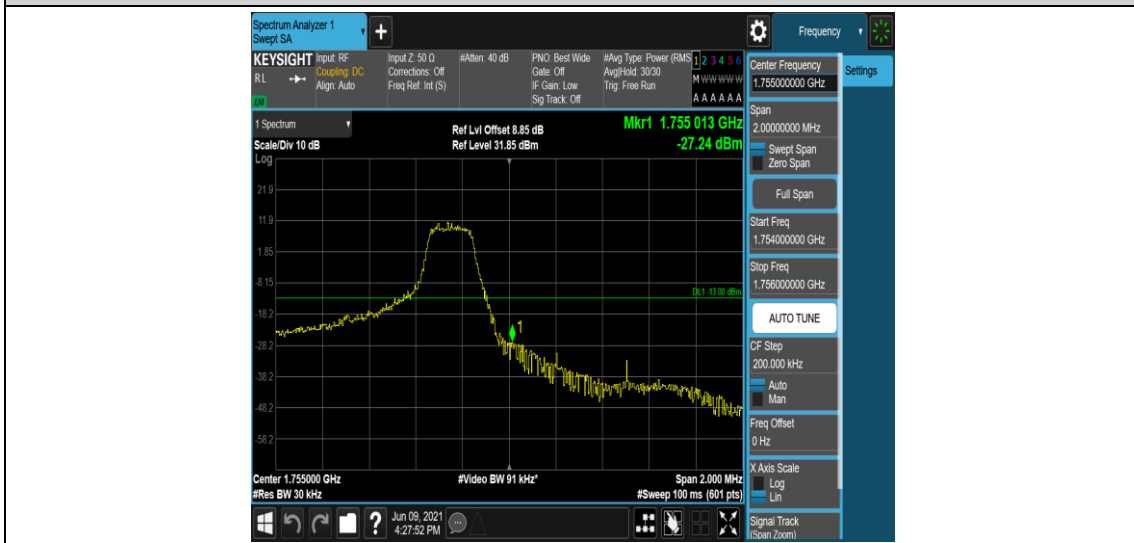 Spectrum Analyzer 1
Swept SA
Frequency
KEYSIGHT
RL
Input: RF
Coupling: DC
Align: Auto
Input Z: 50 Ω
Corrections: Off
Freq Ref: Int (S)
#Atten: 40 dB
PNO: Best Wide
Gate: Off
IF Gain: Low
Sig Track: Off
#Avg Type: Power (RMS
Avg|Hold: 30/30
Trig: Free Run
1 2 3 4 5 6
M W W W W W
A A A A A A
LXI
1 Spectrum
Scale/Div 10 dB
Log
Ref Lvl Offset 8.85 dB
Ref Level 31.85 dBm
Mkr1 1.755 013 GHz
-27.24 dBm
21.9
11.9
1.85
-8.15
-18.2
-28.2
-38.2
-48.2
-58.2
DL1 -13.00 dBm
1
Center 1.755000 GHz
#Res BW 30 kHz
#Video BW 91 kHz*
Span 2.000 MHz
#Sweep 100 ms (601 pts)
Jun 09, 2021
4:27:52 PM
Center Frequency
1.755000000 GHz
Settings
Span
2.00000000 MHz
Swept Span
Zero Span
Full Span
Start Freq
1.754000000 GHz
Stop Freq
1.756000000 GHz
AUTO TUNE
CF Step
200.000 kHz
Auto
Man
Freq Offset
0 Hz
X Axis Scale
Log
Lin
Signal Track
(Span Zoom)